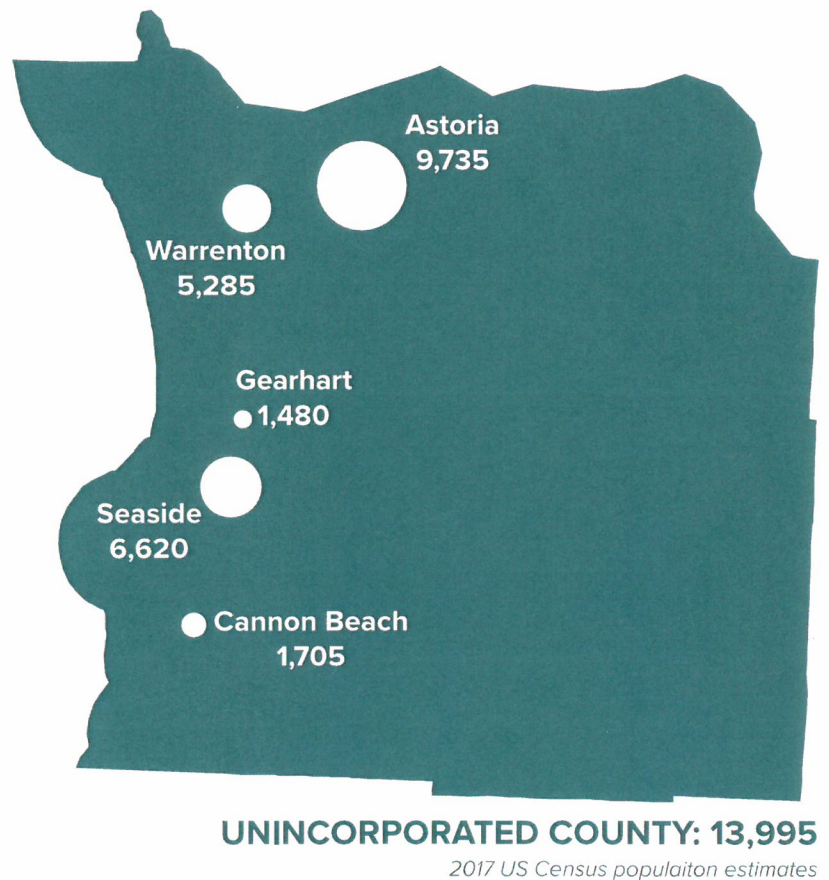 Astoria
9,735
Warrenton
5,285
Gearhart
1,480
Seaside
6,620
Cannon Beach
1,705
UNINCORPORATED COUNTY: 13,995
2017 US Census populaiton estimates